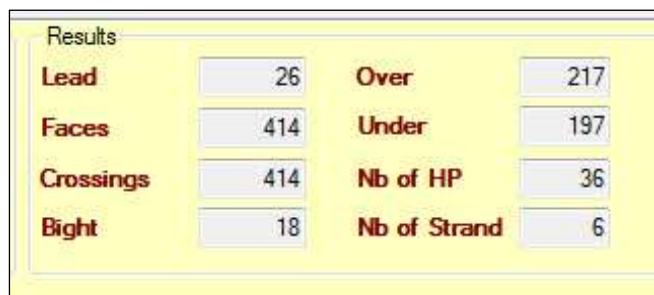 Results
Lead 26 Over 217
Faces 414 Under 197
Crossings 414 Nb of HP 36
Bight 18 Nb of Strand 6